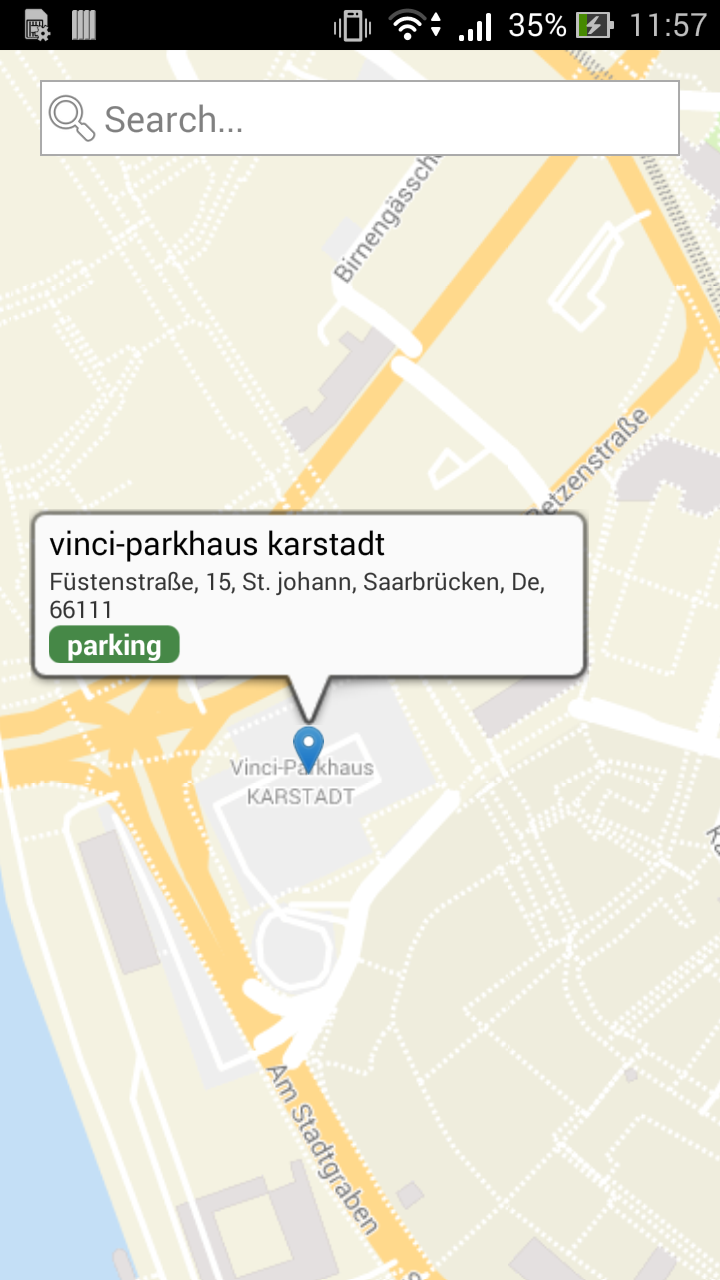 35% 11:57
Search...
Birnengässch
Betzenstraße
vinci-parkhaus karstadt
Füstenstraße, 15, St. johann, Saarbrücken, De,
66111
parking
Vinci-Parkhaus
KARSTADT
Am Stadtgraben